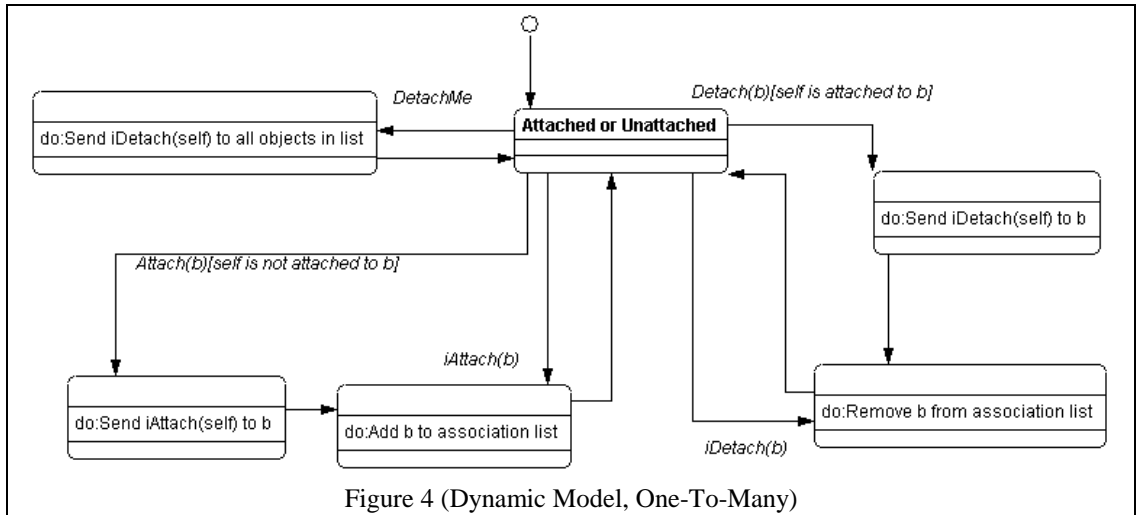 DetachMe
Detach(b)[self is attached to b]
Attached or Unattached
do:Send iDetach(self) to all objects in list
do:Send iDetach(self) to b
Attach(b)[self is not attached to b]
iAttach(b)
do:Send iAttach(self) to b
do:Add b to association list
do:Remove b from association list
iDetach(b)
Figure 4 (Dynamic Model, One-To-Many)